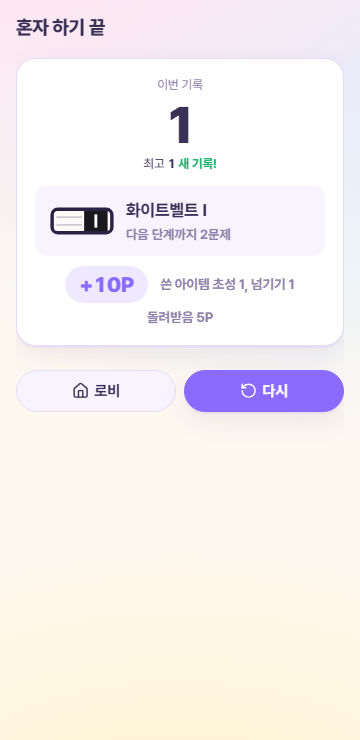 혼자 하기 끝
이번 기록
1
최고 1 새 기록!
화이트벨트 I
다음 단계까지 2문제
+10P 쓴 아이템 초성 1, 넘기기 1
돌려받음 5P
로비
다시